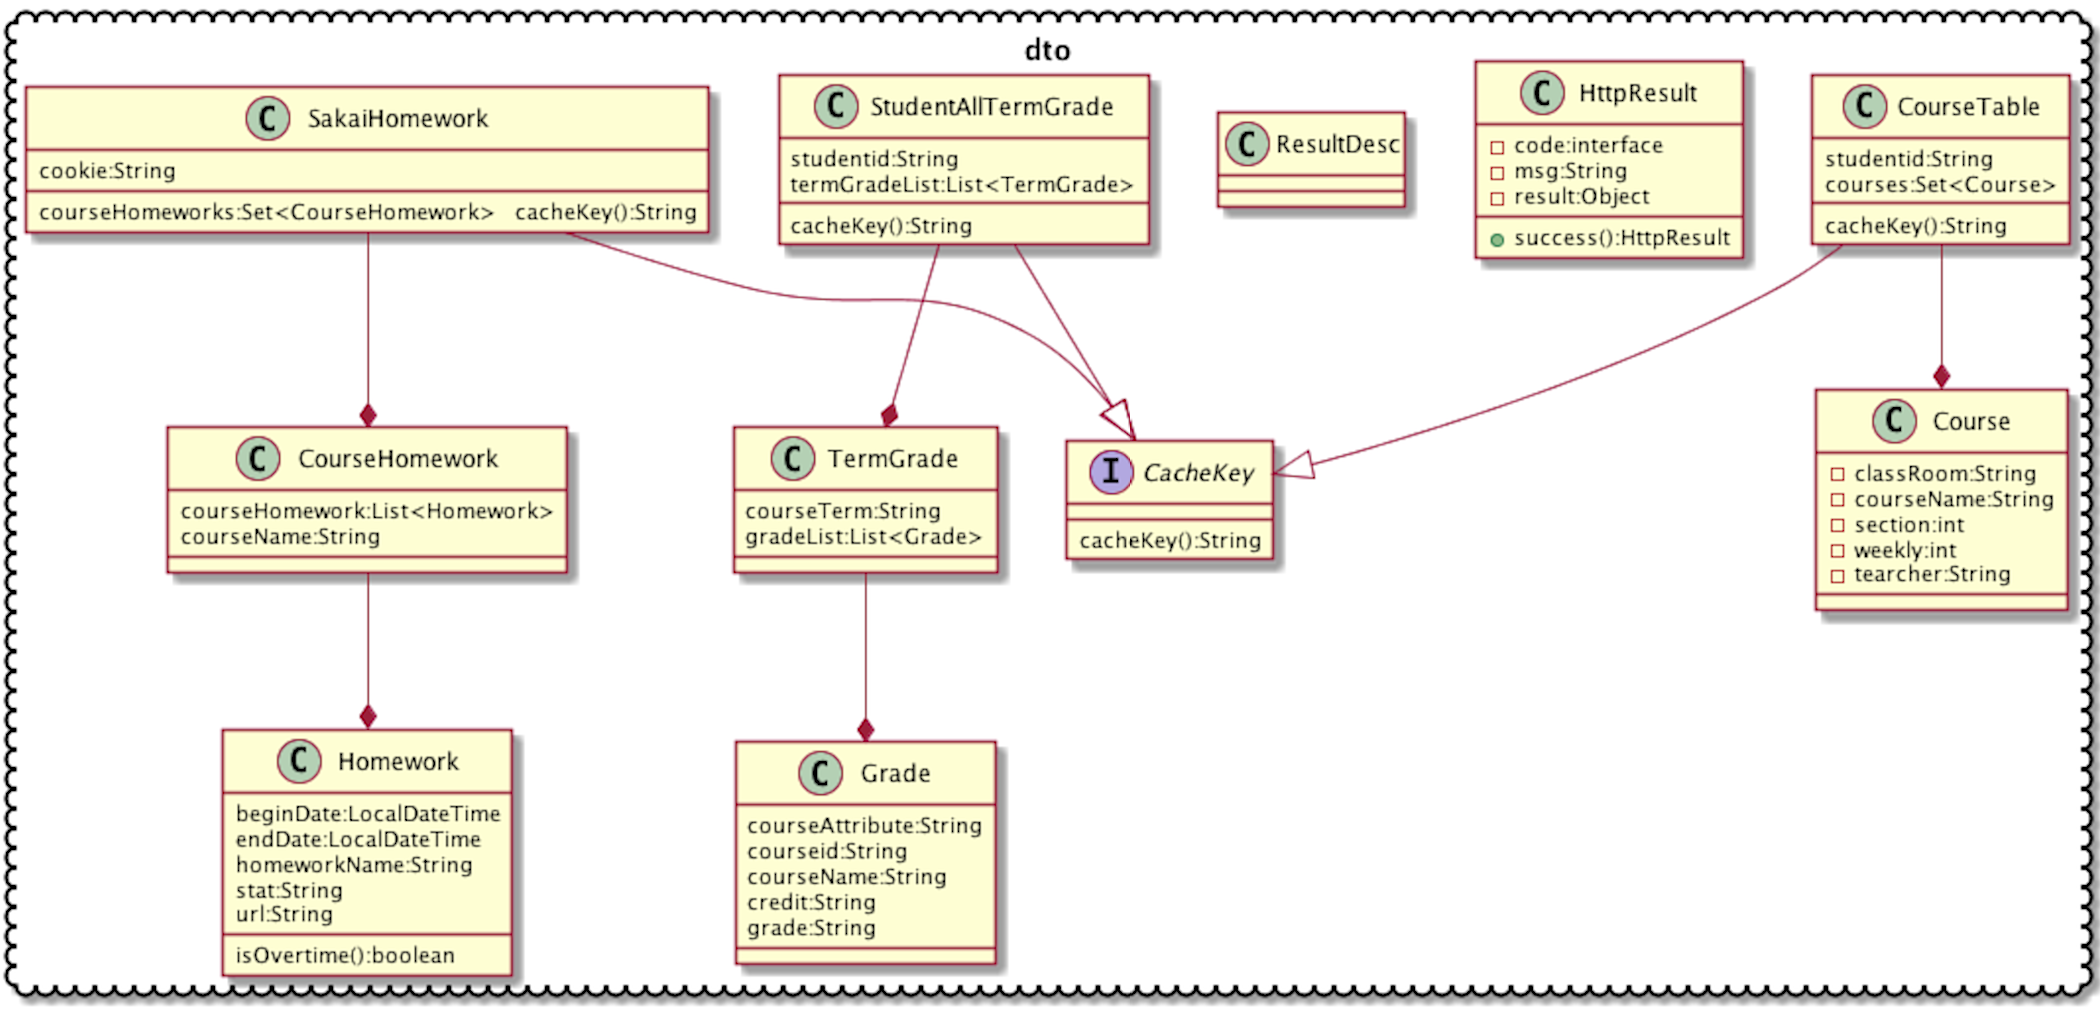 dto
C SakaiHomework
cookie:String
courseHomeworks:Set<CourseHomework> cacheKey():String
C StudentAllTermGrade
studentid:String
termGradeList:List<TermGrade>
cacheKey():String
C ResultDesc
C HttpResult
code:interface
msg:String
result:Object
success():HttpResult
C CourseTable
studentid:String
courses:Set<Course>
cacheKey():String
C CourseHomework
courseHomework:List<Homework>
courseName:String
C TermGrade
courseTerm:String
gradeList:List<Grade>
I CacheKey
cacheKey():String
C Course
classRoom:String
courseName:String
section:int
weekly:int
tearcher:String
C Homework
beginDate:LocalDateTime
endDate:LocalDateTime
homeworkName:String
stat:String
url:String
isOvertime():boolean
C Grade
courseAttribute:String
courseid:String
courseName:String
credit:String
grade:String